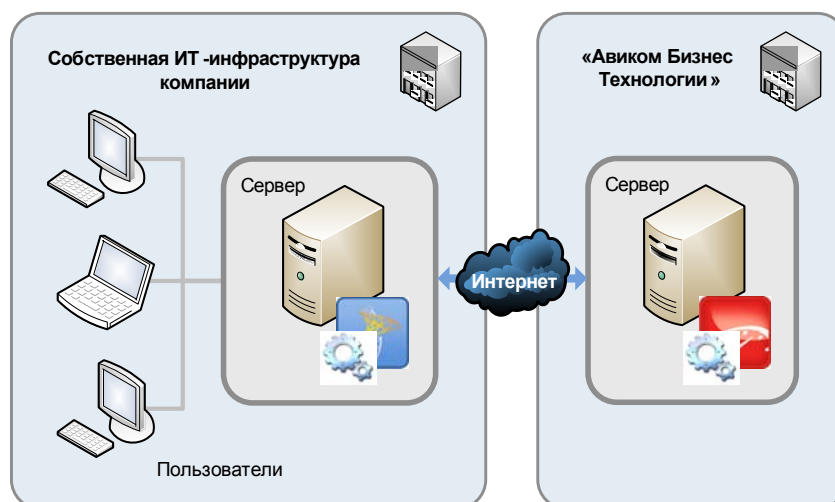 Собственная ИТ -инфраструктура
компании
«Авиком Бизнес
Технологии »
Сервер
Сервер
Интернет
Пользователи